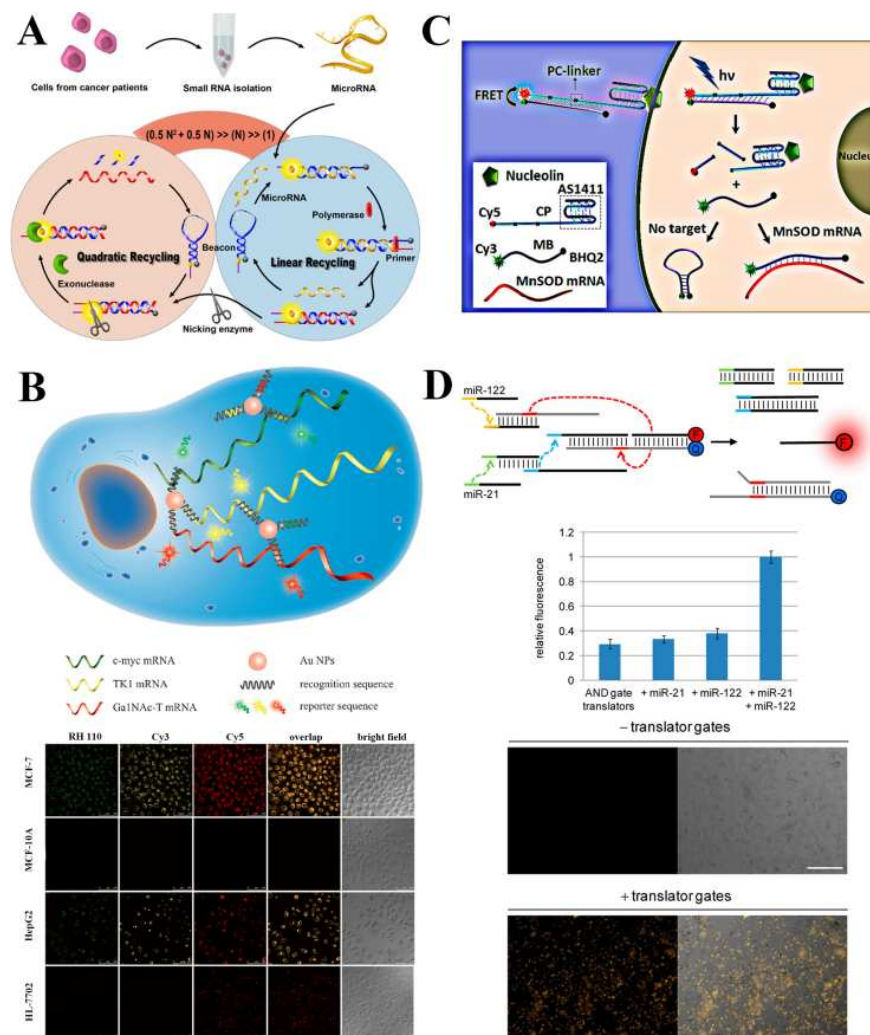 A
Cells from cancer patients
Small RNA isolation
MicroRNA
(0.5 N² + 0.5 N) >> (N) >> (1)
MicroRNA
Polymerase
Primer
Beacon
Quadratic Recycling
Linear Recycling
Exonuclease
Nicking enzyme
C
PC-linker
FRET
hν
Nucleolin
AS1411
Cy5
CP
Cy3
MB
BHQ2
MnSOD mRNA
+
No target
MnSOD mRNA
B
c-myc mRNA
TK1 mRNA
Ga1NAc-T mRNA
Au NPs
recognition sequence
reporter sequence
RH 110
Cy3
Cy5
overlap
bright field
MCF-7
MCF-10A
HepG2
HL-7702
D
miR-122
miR-21
F
Q
F
Q
relative fluorescence
1.2
1
0.8
0.6
0.4
0.2
0
AND gate translators
+ miR-21
+ miR-122
+ miR-21
+ miR-122
– translator gates
+ translator gates